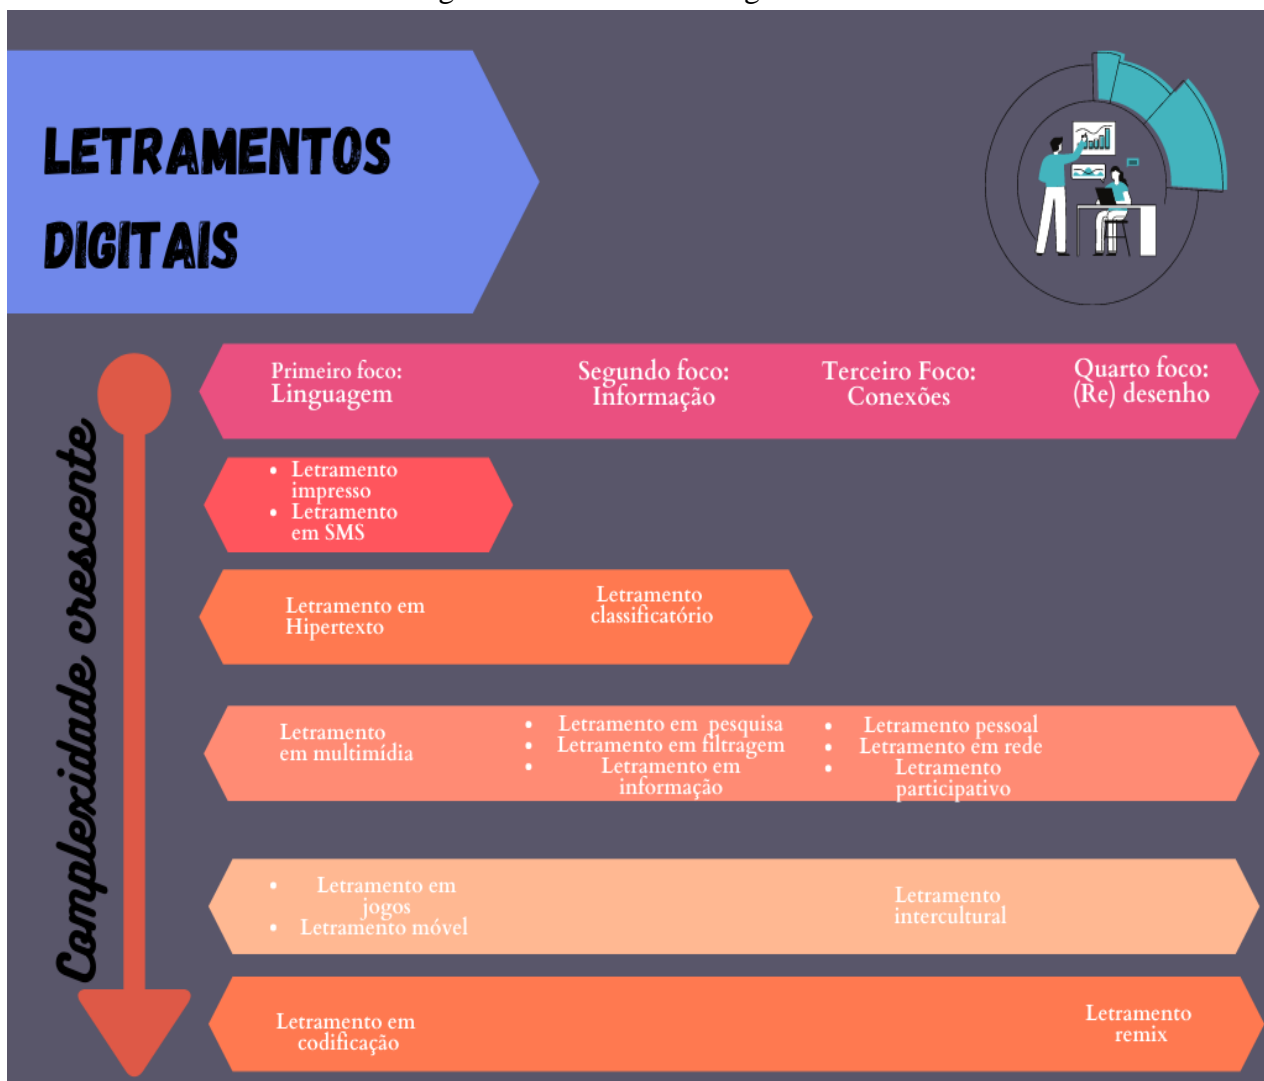 LETRAMENTOS
DIGITAIS
Complexidade crescente
Primeiro foco:
Linguagem
Segundo foco:
Informação
Terceiro Foco:
Conexões
Quarto foco:
(Re) desenho
• Letramento
impresso
• Letramento
em SMS
Letramento em
Hipertexto
Letramento
classificatório
Letramento
em multimídia
• Letramento em pesquisa
• Letramento em filtragem
• Letramento em
informação
• Letramento pessoal
• Letramento em rede
• Letramento
participativo
• Letramento em
jogos
• Letramento móvel
Letramento
intercultural
Letramento em
codificação
Letramento
remix